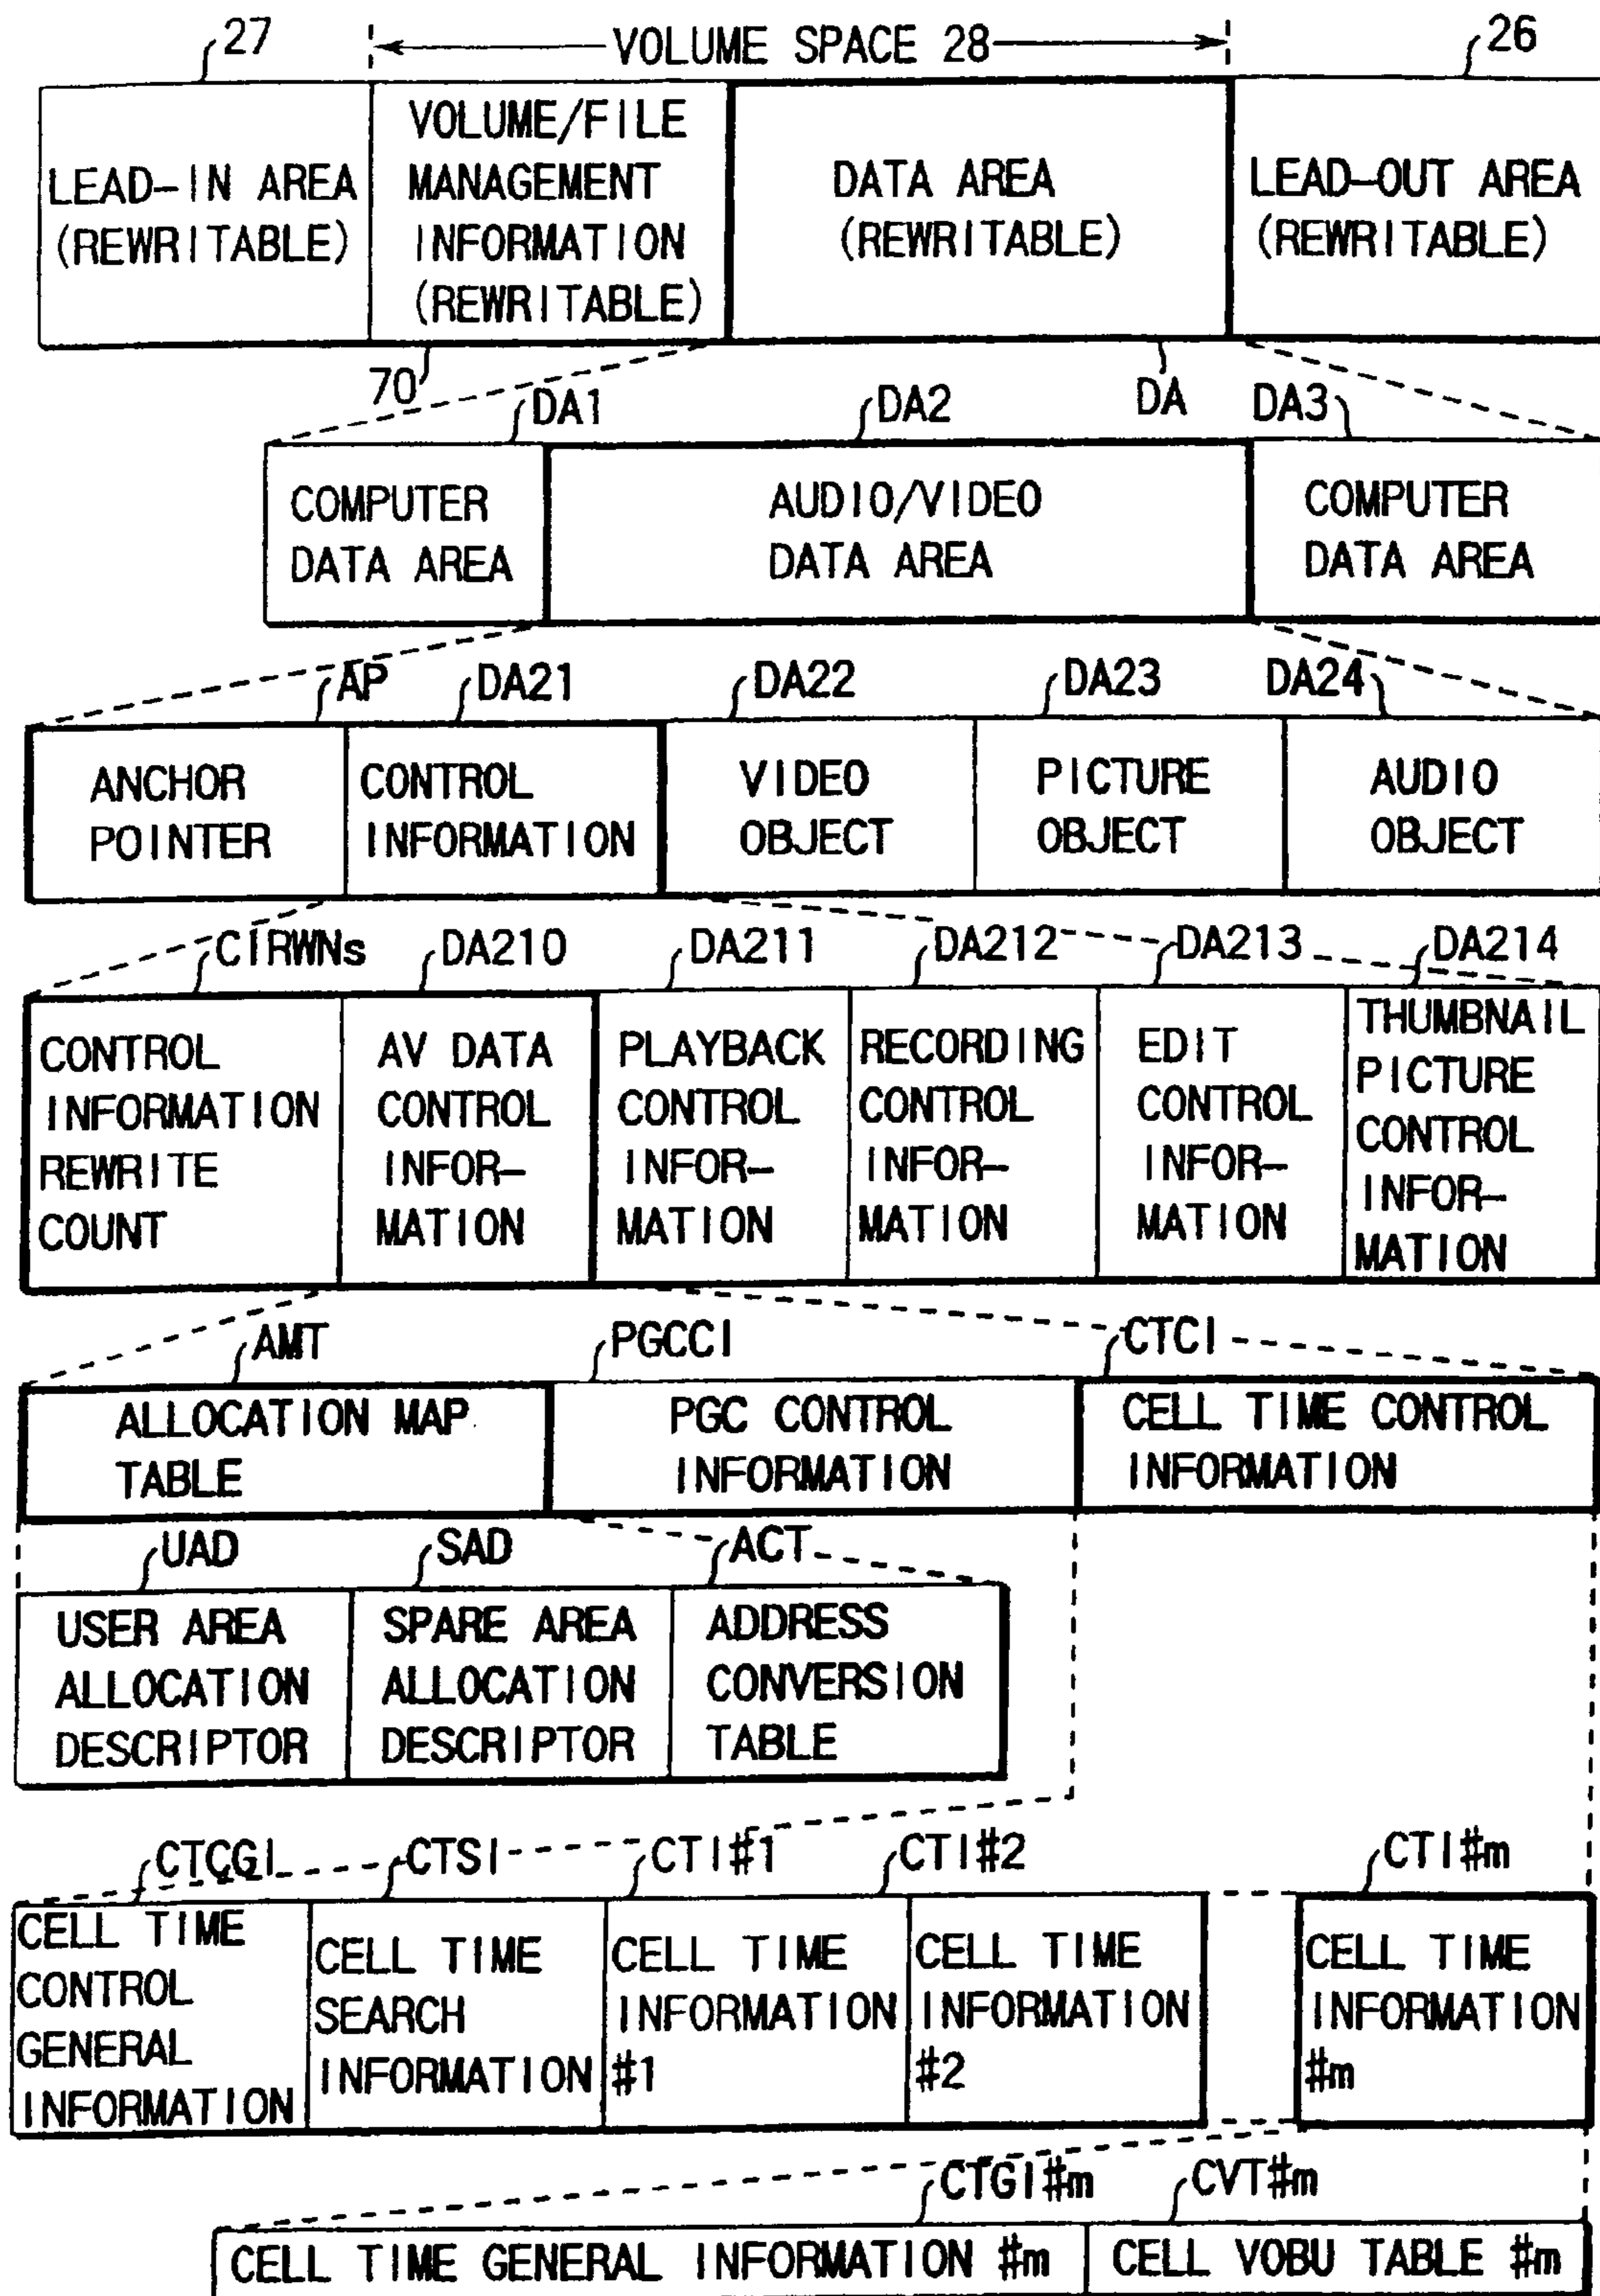 27
VOLUME SPACE 28
26
LEAD-IN AREA
(REWRITABLE)
VOLUME/FILE
MANAGEMENT
INFORMATION
(REWRITABLE)
DATA AREA
(REWRITABLE)
LEAD-OUT AREA
(REWRITABLE)
70
DA1
DA2
DA
DA3
COMPUTER
DATA AREA
AUDIO/VIDEO
DATA AREA
COMPUTER
DATA AREA
AP
DA21
DA22
DA23
DA24
ANCHOR
POINTER
CONTROL
INFORMATION
VIDEO
OBJECT
PICTURE
OBJECT
AUDIO
OBJECT
CIRWNs
DA210
DA211
DA212
DA213
DA214
CONTROL
INFORMATION
REWRITE
COUNT
AV DATA
CONTROL
INFOR-
MATION
PLAYBACK
CONTROL
INFOR-
MATION
RECORDING
CONTROL
INFOR-
MATION
EDIT
CONTROL
INFOR-
MATION
THUMBNAIL
PICTURE
CONTROL
INFOR-
MATION
AMT
PGCCI
CTCI
ALLOCATION MAP
TABLE
PGC CONTROL
INFORMATION
CELL TIME CONTROL
INFORMATION
UAD
SAD
ACT
USER AREA
ALLOCATION
DESCRIPTOR
SPARE AREA
ALLOCATION
DESCRIPTOR
ADDRESS
CONVERSION
TABLE
CTCGI
CTSI
CTI#1
CTI#2
CTI#m
CELL TIME
CONTROL
GENERAL
INFORMATION
CELL TIME
SEARCH
INFORMATION
CELL TIME
INFORMATION
#1
CELL TIME
INFORMATION
#2
CELL TIME
INFORMATION
#m
CTGI#m
CVT#m
CELL TIME GENERAL INFORMATION #m
CELL VOBU TABLE #m